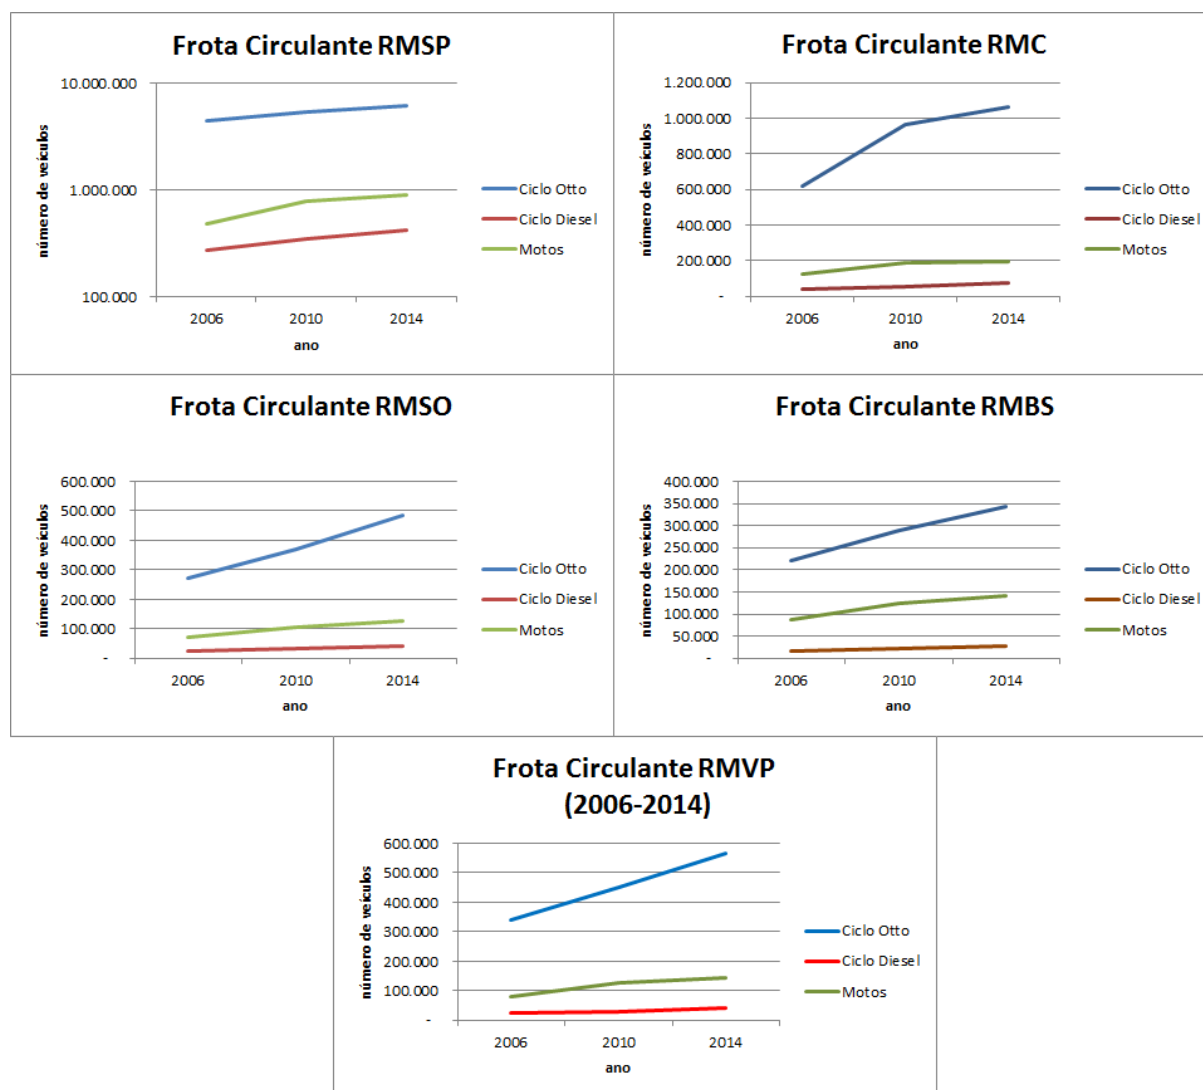 Frota Circulante RMSP
número de veículos
10.000.000
1.000.000
100.000
2006 2010 2014
ano
Ciclo Otto
Ciclo Diesel
Motos
Frota Circulante RMC
número de veículos
1.200.000
1.000.000
800.000
600.000
400.000
200.000
-
2006 2010 2014
ano
Ciclo Otto
Ciclo Diesel
Motos
Frota Circulante RMSO
número de veículos
600.000
500.000
400.000
300.000
200.000
100.000
-
2006 2010 2014
ano
Ciclo Otto
Ciclo Diesel
Motos
Frota Circulante RMBS
número de veículos
400.000
350.000
300.000
250.000
200.000
150.000
100.000
50.000
-
2006 2010 2014
ano
Ciclo Otto
Ciclo Diesel
Motos
Frota Circulante RMVP
(2006-2014)
número de veículos
600.000
500.000
400.000
300.000
200.000
100.000
-
2006 2010 2014
ano
Ciclo Otto
Ciclo Diesel
Motos